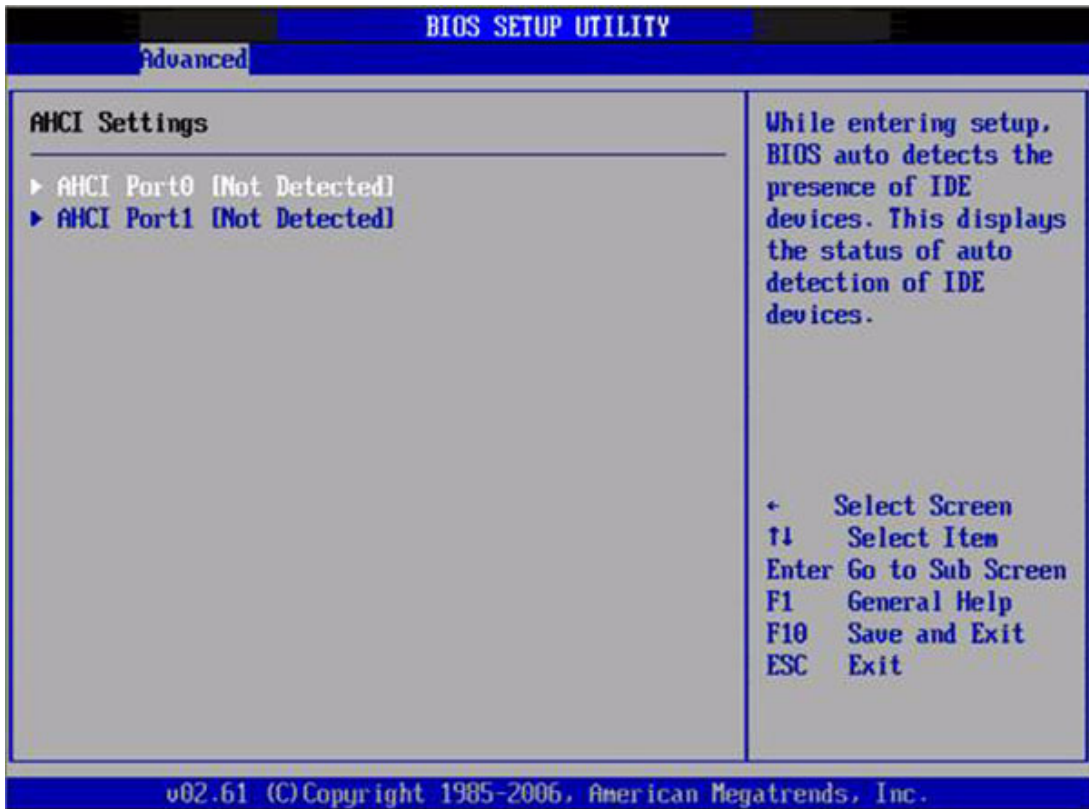 BIOS SETUP UTILITY
Advanced
AHCI Settings
AHCI Port0 [Not Detected]
AHCI Port1 [Not Detected]
While entering setup,
BIOS auto detects the
presence of IDE
devices. This displays
the status of auto
detection of IDE
devices.
← Select Screen
↑↓ Select Item
Enter Go to Sub Screen
F1 General Help
F10 Save and Exit
ESC Exit
v02.61 (C)Copyright 1985-2006, American Megatrends, Inc.